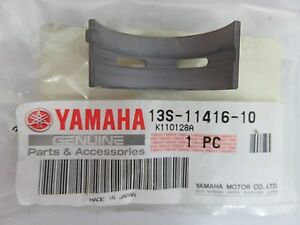 YAMAHA
13S-11416-10
GENUINE
K110128A
Parts & Accessories
1 PC
MADE IN JAPAN
YAMAHA MOTOR CO., LTD.